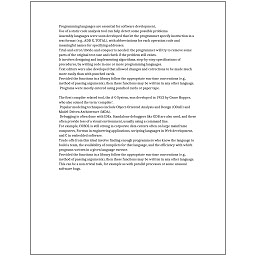 Programming languages are essential for software development.
Use of a static code analysis tool can help detect some possible problems.
Assembly languages were soon developed that let the programmer specify instruction in a
text format (e.g., ADD X, TOTAL), with abbreviations for each operation code and
meaningful names for specifying addresses.
Trial-and-error/divide-and-conquer is needed: the programmer will try to remove some
parts of the original test case and check if the problem still exists.
It involves designing and implementing algorithms, step-by-step specifications of
procedures, by writing code in one or more programming languages.
Text editors were also developed that allowed changes and corrections to be made much
more easily than with punched cards.
Provided the functions in a library follow the appropriate run-time conventions (e.g.,
method of passing arguments), then these functions may be written in any other language.
Programs were mostly entered using punched cards or paper tape.
The first compiler related tool, the A-0 System, was developed in 1952 by Grace Hopper,
who also coined the term 'compiler'.
Popular modeling techniques include Object-Oriented Analysis and Design (OOAD) and
Model-Driven Architecture (MDA).
Debugging is often done with IDEs. Standalone debuggers like GDB are also used, and these
often provide less of a visual environment, usually using a command line.
For example, COBOL is still strong in corporate data centers often on large mainframe
computers, Fortran in engineering applications, scripting languages in Web development,
and C in embedded software.
Trade-offs from this ideal involve finding enough programmers who know the language to
build a team, the availability of compilers for that language, and the efficiency with which
programs written in a given language execute.
Provided the functions in a library follow the appropriate run-time conventions (e.g.,
method of passing arguments), then these functions may be written in any other language.
This can be a non-trivial task, for example as with parallel processes or some unusual
software bugs.